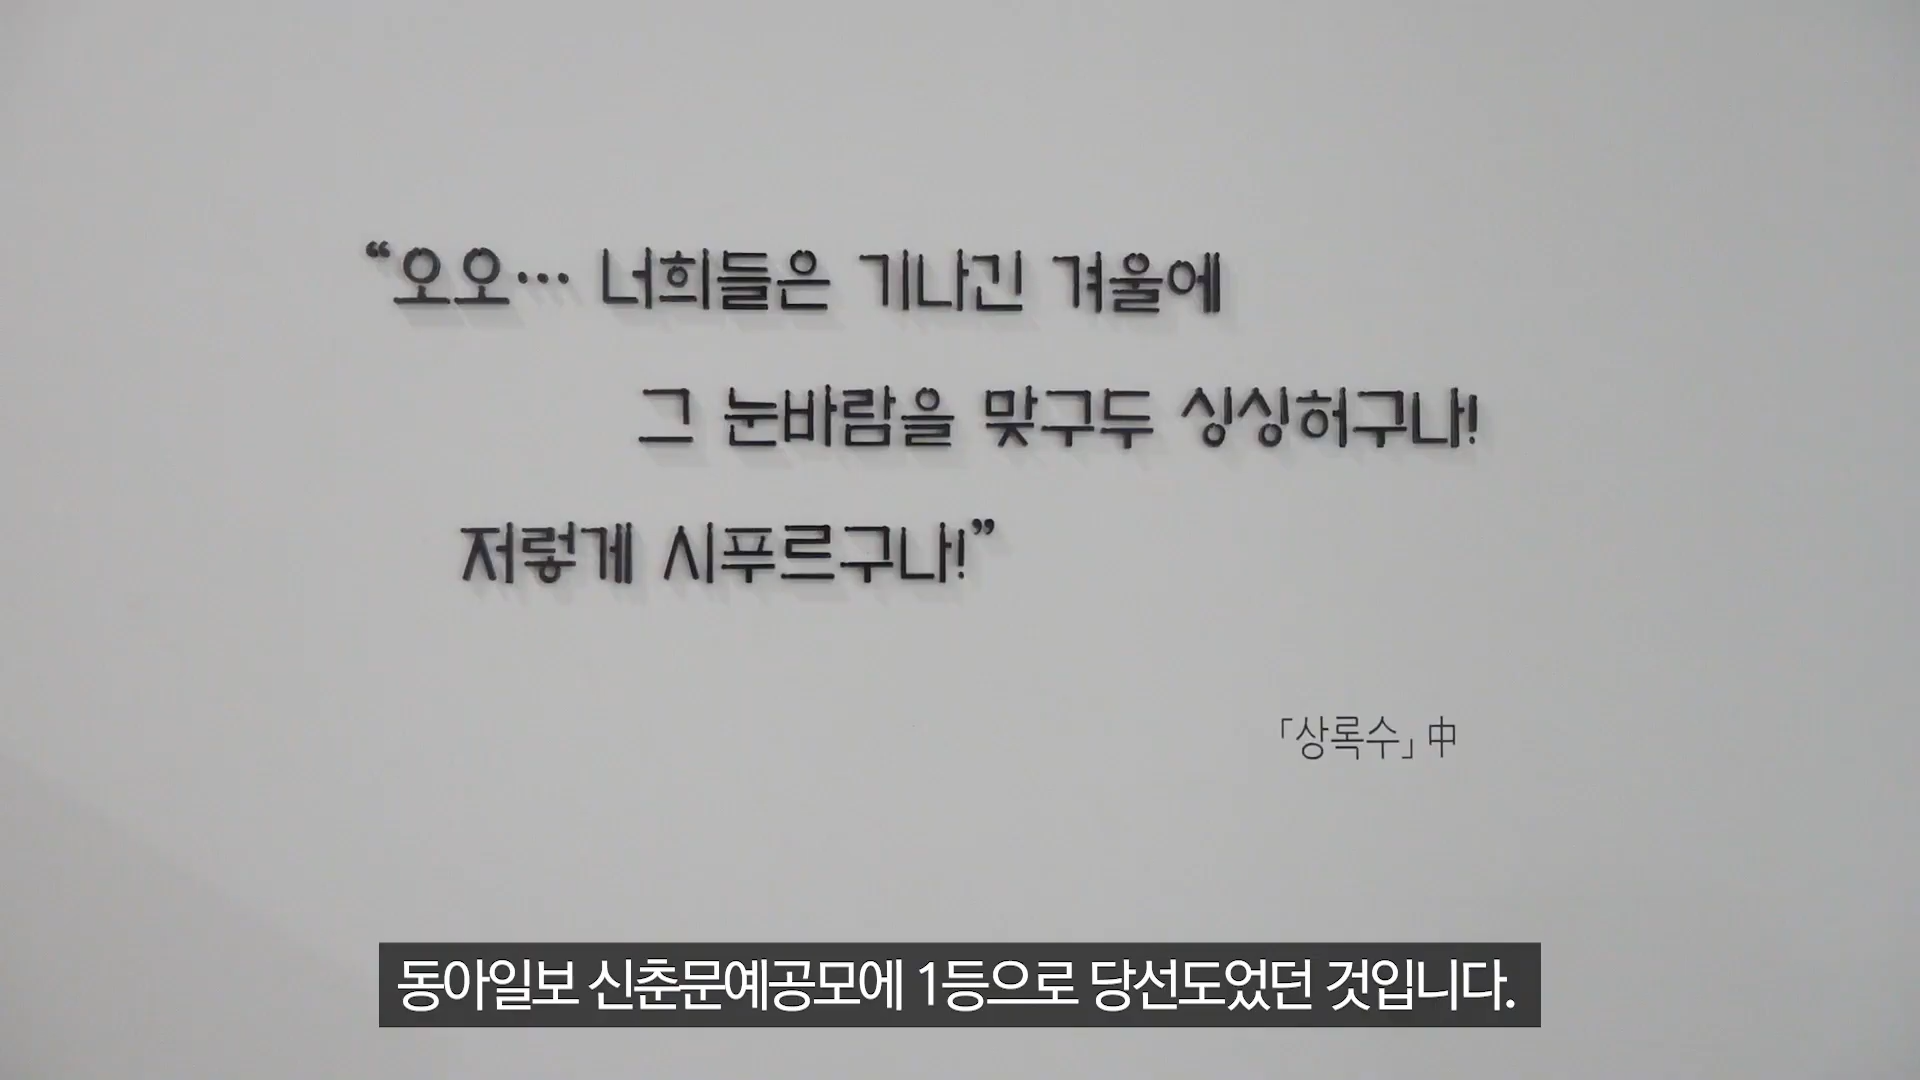 “오오… 너희들은 기나긴 겨울에
그 눈바람을 맞구두 싱싱허구나!
저렇게 시푸르구나!”
「상록수」 中
동아일보 신춘문예공모에 1등으로 당선도었던 것입니다.